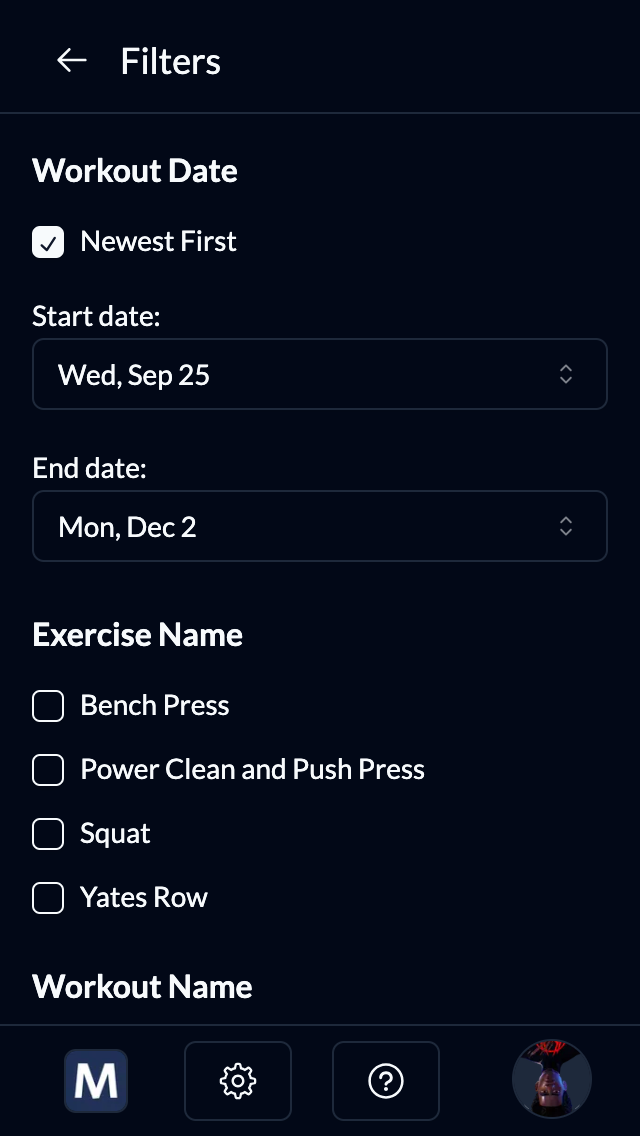 Filters
Workout Date
Newest First
Start date:
Wed, Sep 25
End date:
Mon, Dec 2
Exercise Name
Bench Press
Power Clean and Push Press
Squat
Yates Row
Workout Name
M